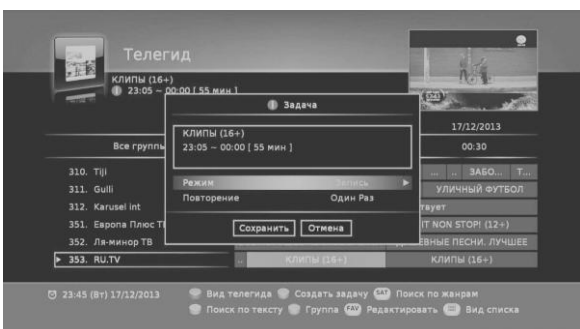 Телегид
КЛИПЫ (16+)
23:05 ~ 00:00 [ 55 мин ]
17/12/2013
Все группы
00:30
Задача
КЛИПЫ (16+)
23:05 ~ 00:00 [ 55 мин ]
Режим Запись
Повторение Один Раз
Сохранить Отмена
310. Tiji ... .. ЗАБО... Т...
311. Gulli УЛИЧНЫЙ ФУТБОЛ
312. Karusel int твует
351. Европа Плюс ТВ IT NON STOP! (12+)
352. Ля-минор ТВ ЕВНЫЕ ПЕСНИ. ЛУЧШЕЕ
353. RU.TV .. КЛИПЫ (16+) КЛИПЫ (16+)
23:45 (Вт) 17/12/2013 Вид телегида Создать задачу SAT Поиск по жанрам
Поиск по тексту Группа FAV Редактировать Вид списка